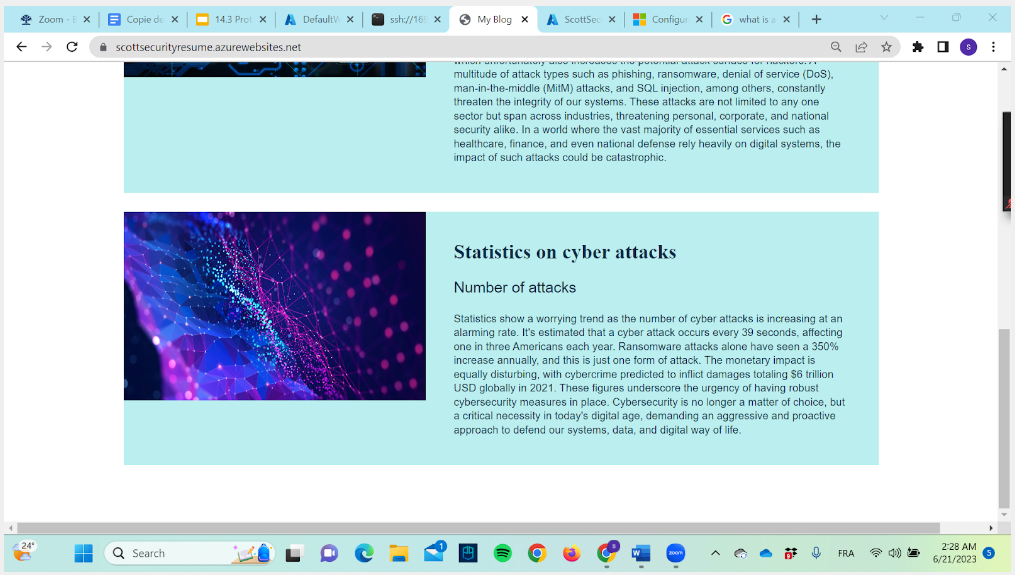 Zoom - E
Copie de
14.3 Prot
DefaultW
ssh://165
My Blog
ScottSec
Configur
what is a
scottsecurityresume.azurewebsites.net
S
multitude of attack types such as phishing, ransomware, denial of service (DoS),
man-in-the-middle (MitM) attacks, and SQL injection, among others, constantly
threaten the integrity of our systems. These attacks are not limited to any one
sector but span across industries, threatening personal, corporate, and national
security alike. In a world where the vast majority of essential services such as
healthcare, finance, and even national defense rely heavily on digital systems, the
impact of such attacks could be catastrophic.
Statistics on cyber attacks
Number of attacks
Statistics show a worrying trend as the number of cyber attacks is increasing at an
alarming rate. It's estimated that a cyber attack occurs every 39 seconds, affecting
one in three Americans each year. Ransomware attacks alone have seen a 350%
increase annually, and this is just one form of attack. The monetary impact is
equally disturbing, with cybercrime predicted to inflict damages totaling $6 trillion
USD globally in 2021. These figures underscore the urgency of having robust
cybersecurity measures in place. Cybersecurity is no longer a matter of choice, but
a critical necessity in today's digital age, demanding an aggressive and proactive
approach to defend our systems, data, and digital way of life.
24°
Search
1
zoom
FRA
2:28 AM
6/21/2023
5